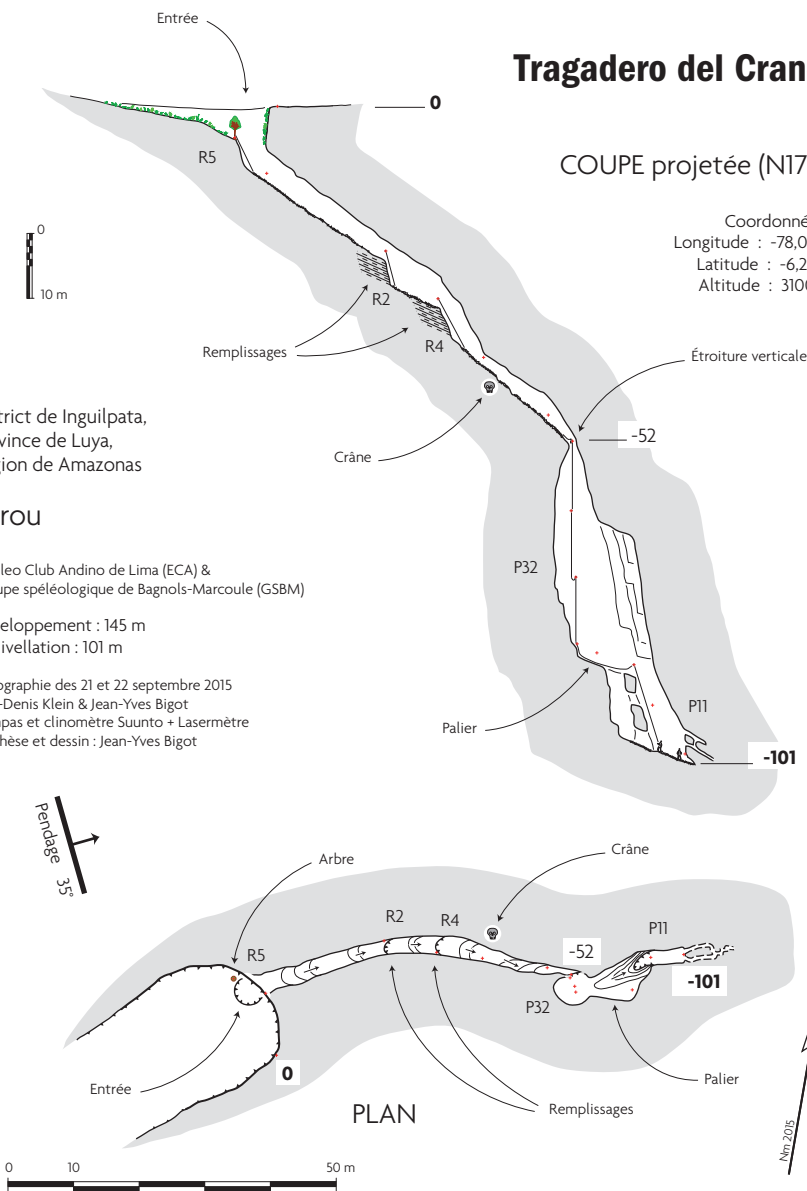 Tragadero del Cran
Entrée
0
R5
COUPE projetée (N17
Coordonné
Longitude : -78,0
Latitude : -6,2
Altitude : 310
0
10 m
R2
Remplissages
R4
Étroiture verticale
Crâne
-52
trict de Inguilpata,
vince de Luya,
gion de Amazonas
rou
leo Club Andino de Lima (ECA) &
upe spéléologique de Bagnols-Marcoule (GSBM)
P32
veloppement : 145 m
ivellation : 101 m
ographie des 21 et 22 septembre 2015
-Denis Klein & Jean-Yves Bigot
pas et clinomètre Suunto + Lasermètre
hèse et dessin : Jean-Yves Bigot
P11
Palier
-101
Pendage 35°
Arbre
Crâne
R2
R4
R5
P11
-52
-101
P32
Entrée
0
Palier
Remplissages
PLAN
Nm 2015
0 10 50 m